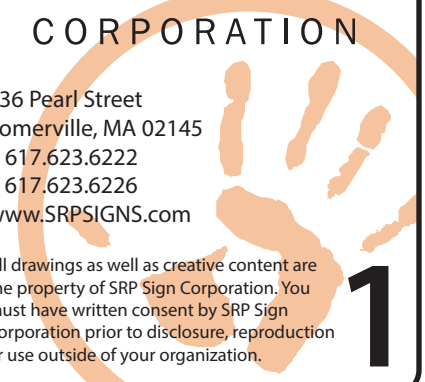 CORPORATION
36 Pearl Street
omerville, MA 02145
617.623.6222
617.623.6226
www.SRPSIGNS.com
ll drawings as well as creative content are
he property of SRP Sign Corporation. You
must have written consent by SRP Sign
orporation prior to disclosure, reproduction
r use outside of your organization.
1